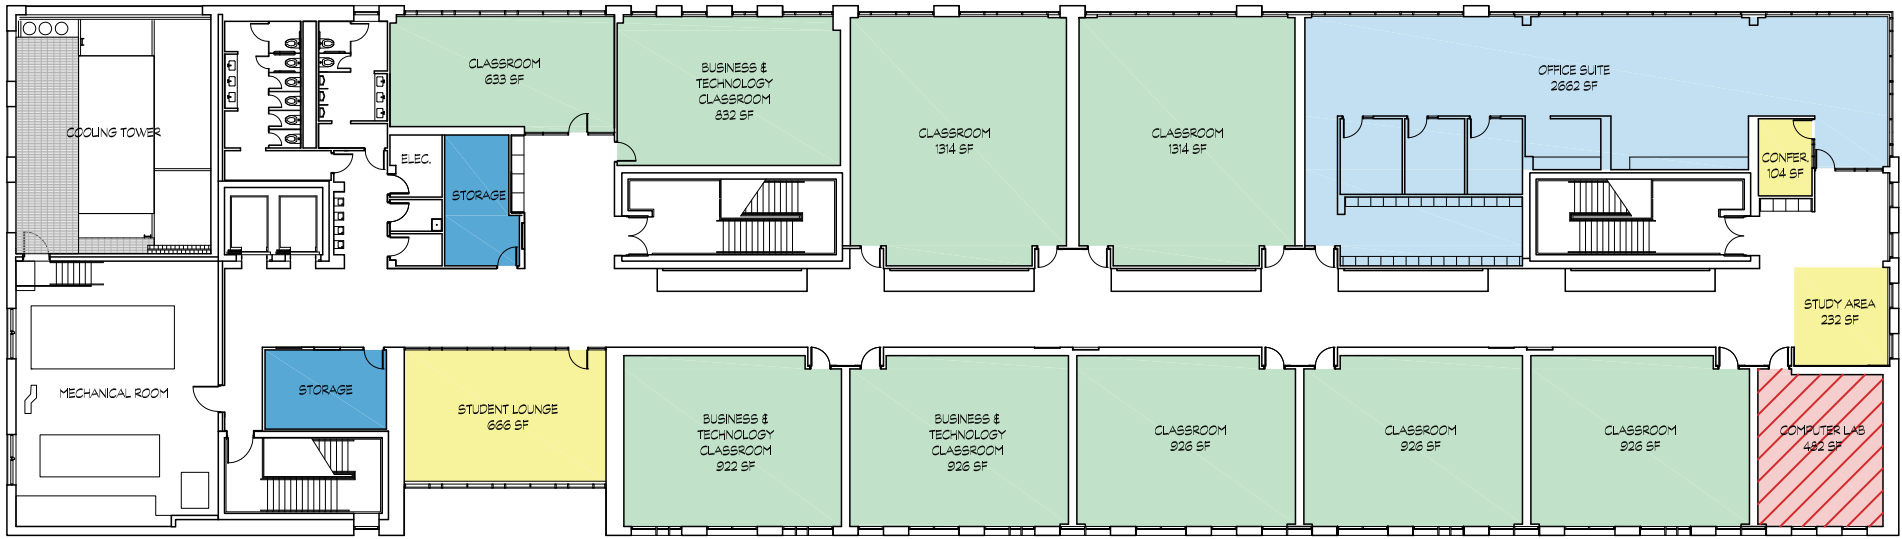 CLASSROOM
633 SF
BUSINESS &
TECHNOLOGY
CLASSROOM
832 SF
CLASSROOM
1314 SF
CLASSROOM
1314 SF
OFFICE SUITE
2662 SF
COOLING TOWER
ELEC.
STORAGE
CONFER.
104 SF
STUDY AREA
232 SF
MECHANICAL ROOM
STORAGE
STUDENT LOUNGE
666 SF
BUSINESS &
TECHNOLOGY
CLASSROOM
922 SF
BUSINESS &
TECHNOLOGY
CLASSROOM
926 SF
CLASSROOM
926 SF
CLASSROOM
926 SF
CLASSROOM
926 SF
COMPUTER LAB
482 SF